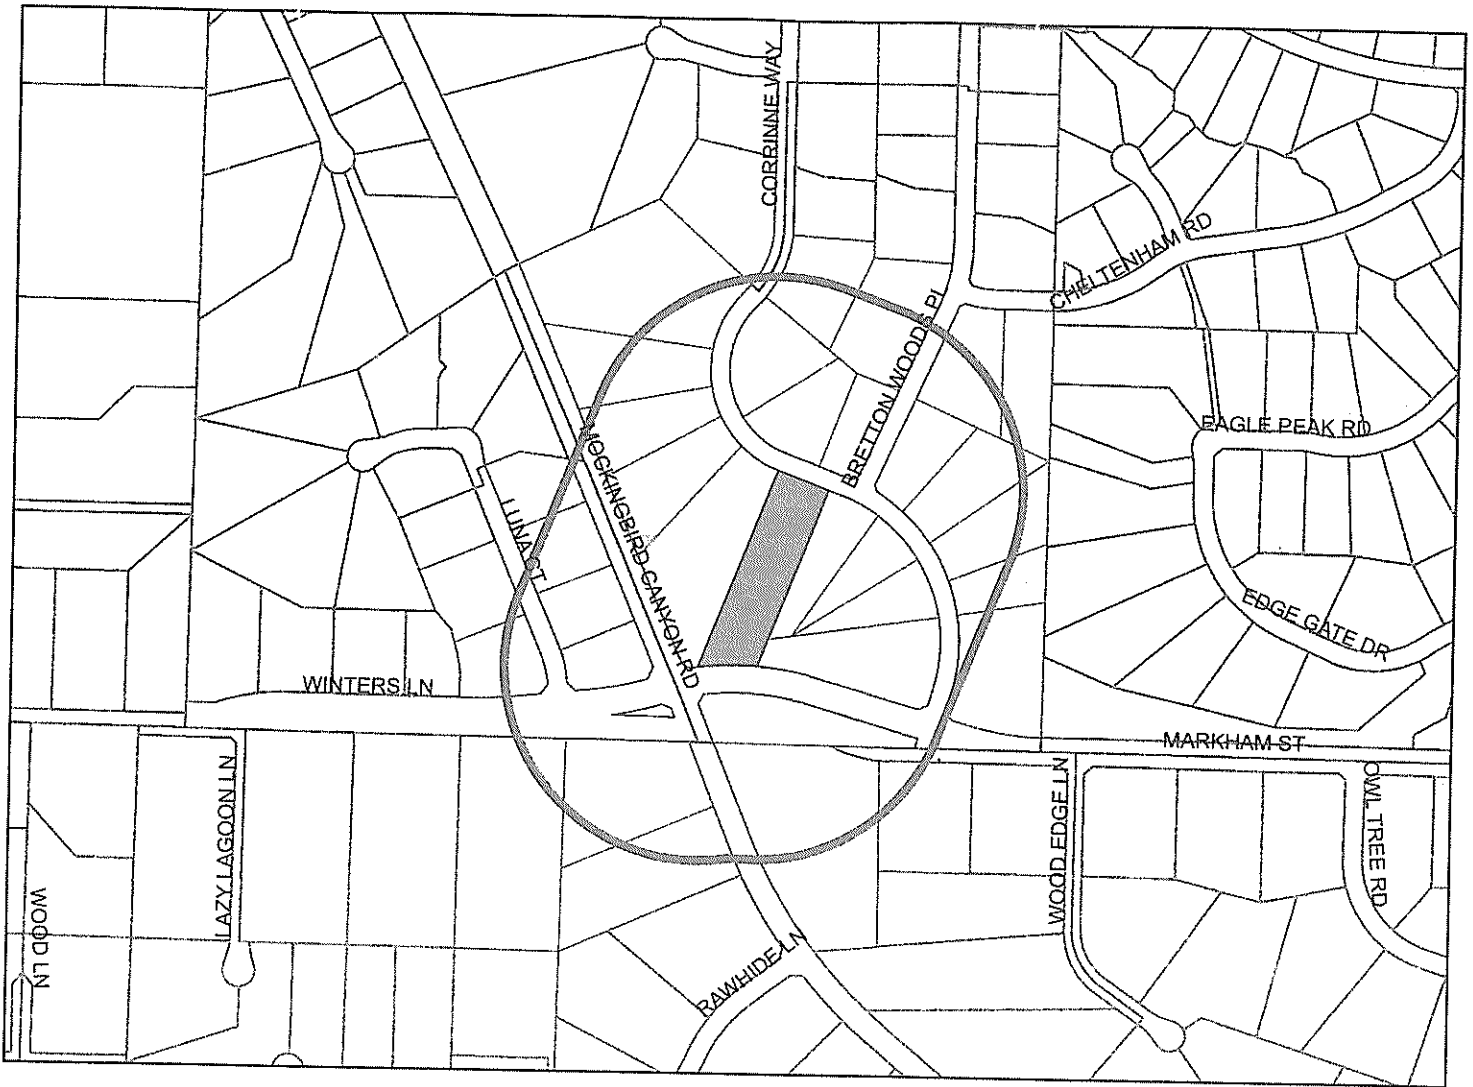 CORRINNE WAY
CHELTENHAM RD
BRETTON WOODS PL
EAGLE PEAK RD
MOCKINGBIRD CANYON RD
LUNA ST
EDGE GATE DR
WINTERS LN
MARKHAM ST
LAZY LAGOON LN
WOOD EDGE LN
OWL TREE RD
WOOD LN
RAWHIDE LN